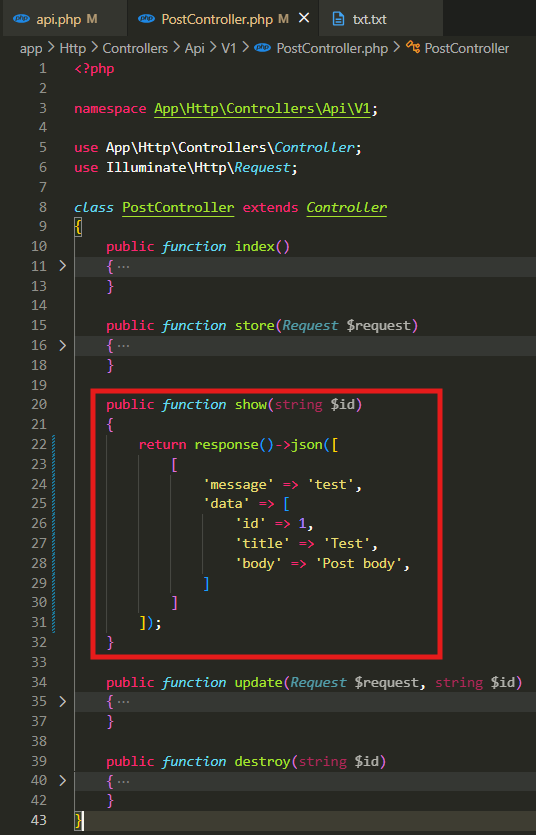 api.php M PostController.php M × txt.txt
app > Http > Controllers > Api > V1 > PostController.php > PostController
1 <?php
2
3 namespace App\Http\Controllers\Api\V1;
4
5 use App\Http\Controllers\Controller;
6 use Illuminate\Http\Request;
7
8 class PostController extends Controller
9 {
10     public function index()
11 >     { ···
13     }
14
15     public function store(Request $request)
16 >     { ···
18     }
19
20     public function show(string $id)
21     {
22         return response()->json([
23             [
24                 'message' => 'test',
25                 'data' => [
26                     'id' => 1,
27                     'title' => 'Test',
28                     'body' => 'Post body',
29                 ]
30             ]
31         ]);
32     }
33
34     public function update(Request $request, string $id)
35 >     { ···
37     }
38
39     public function destroy(string $id)
40 >     { ···
42     }
43 }